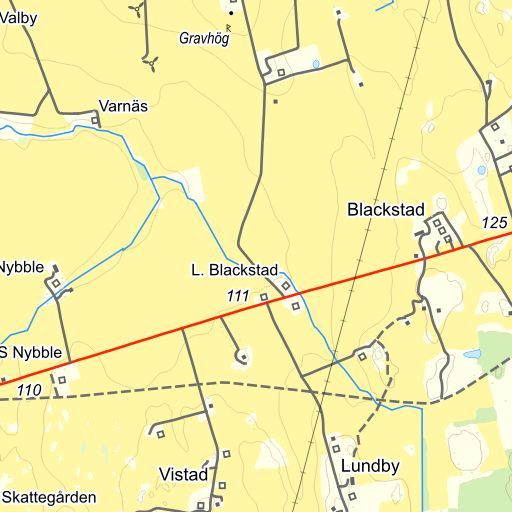 Valby
Gravhög
Varnäs
Blackstad
125
Nybble
L. Blackstad
111
S Nybble
110
Vistad
Lundby
Skattegården